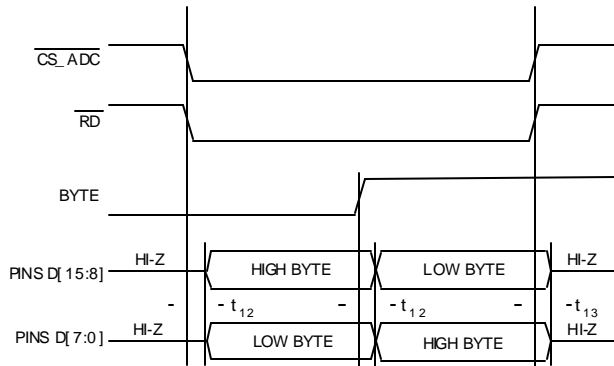 CS_ADC
RD
BYTE
PINS D[15:8] HI-Z HIGH BYTE LOW BYTE HI-Z
- - t12 - - t12 - - t13
PINS D[7:0] HI-Z LOW BYTE HIGH BYTE HI-Z